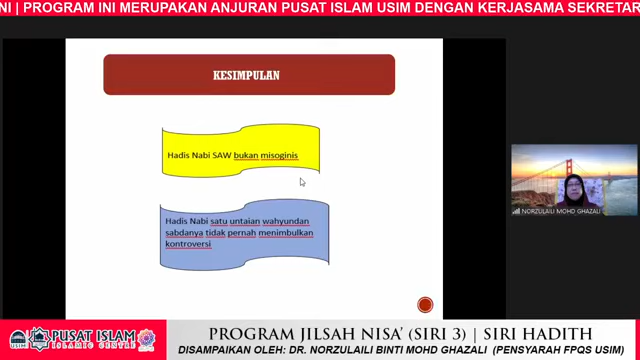 NI | PROGRAM INI MERUPAKAN ANJURAN PUSAT ISLAM USIM DENGAN KERJASAMA SEKRETAR
KESIMPULAN
Hadis Nabi SAW bukan misoginis
Hadis Nabi satu untaian wahyundan
sabdanya tidak pernah menimbulkan
kontroversi
NORZULAILI MOHD GHAZALI
USIM
PUSAT ISLAM
ISLAMIC CENTRE
PROGRAM JILSAH NISA' (SIRI 3) | SIRI HADITH
DISAMPAIKAN OLEH: DR. NORZULAILI BINTI MOHD GHAZALI (PENSYARAH FPQS USIM)